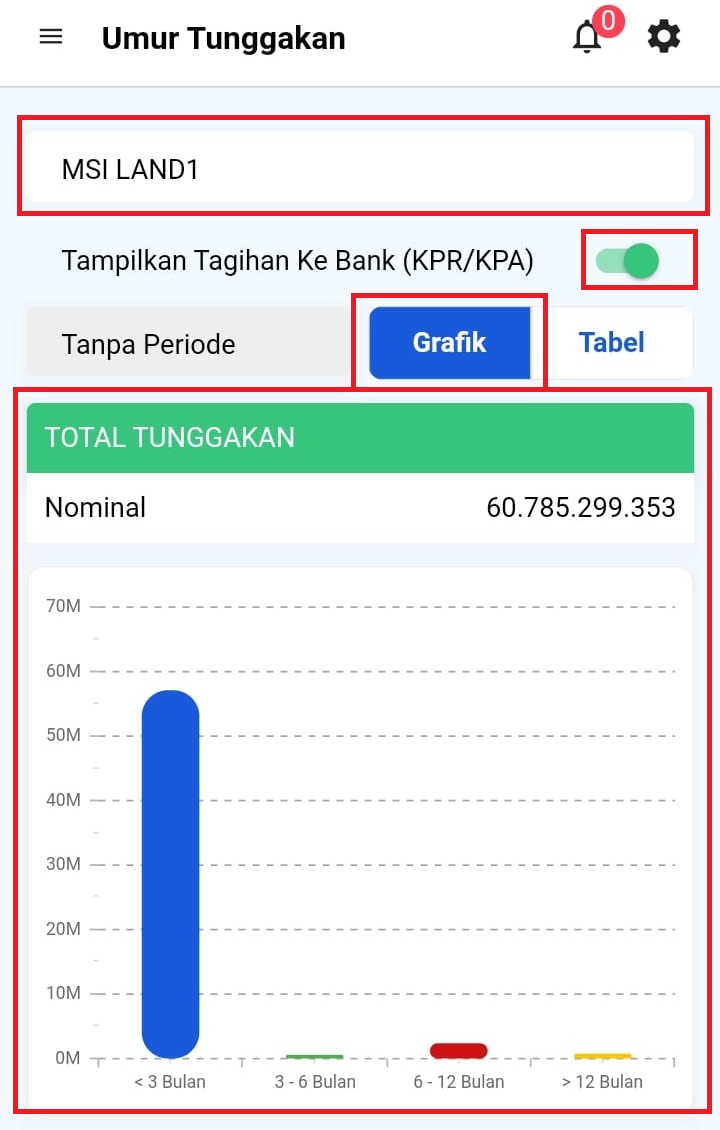 Umur Tunggakan
0
MSI LAND1
Tampilkan Tagihan Ke Bank (KPR/KPA)
Tanpa Periode
Grafik
Tabel
TOTAL TUNGGAKAN
Nominal 60.785.299.353
70M
60M
50M
40M
30M
20M
10M
0M
< 3 Bulan 3 - 6 Bulan 6 - 12 Bulan > 12 Bulan